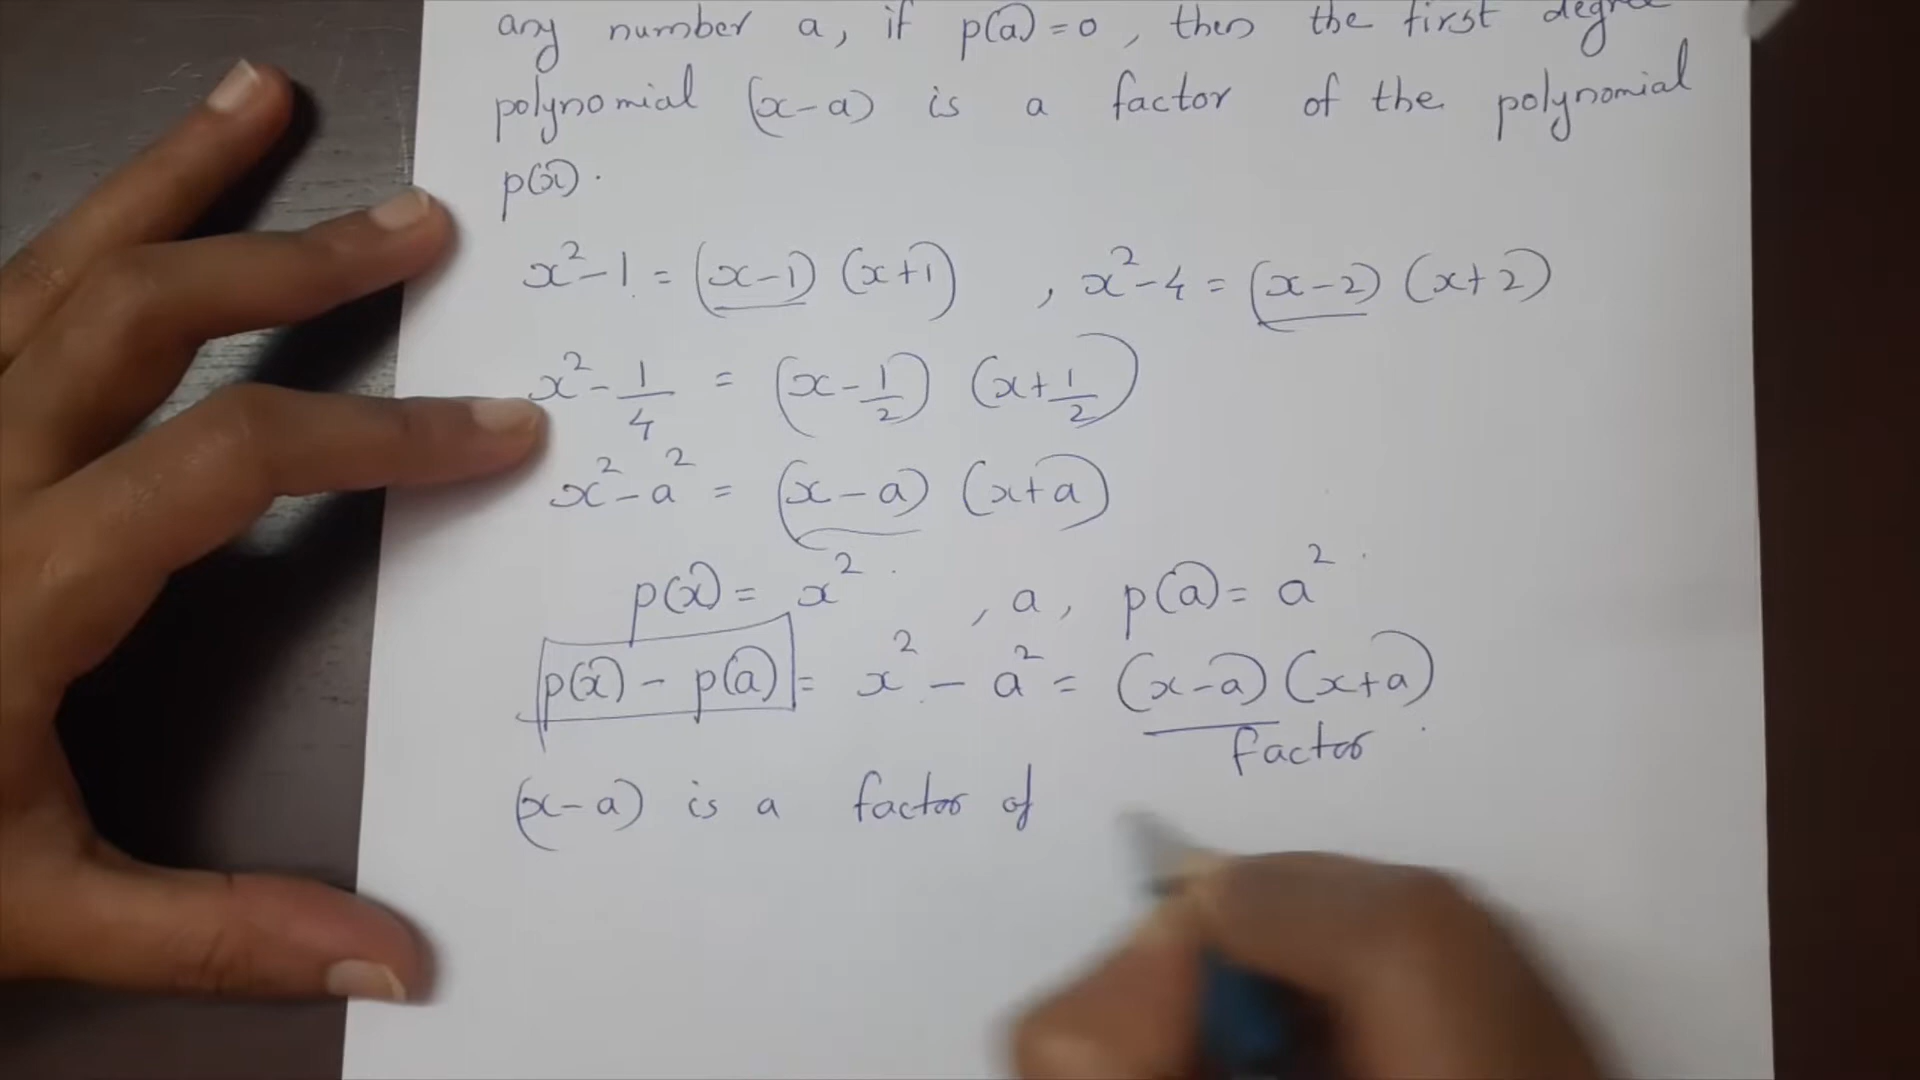 any number a, if p(a) = 0, then the first degree
polynomial (x-a) is a factor of the polynomial
p(x).
x² - 1 = (x-1) (x+1) , x² - 4 = (x-2) (x+2)
x² - 1/4 = (x - 1/2) (x + 1/2)
x² - a² = (x-a) (x+a)
p(x) = x² , a, p(a) = a²
p(x) - p(a) = x² - a² = (x-a) (x+a)
factor
(x-a) is a factor of